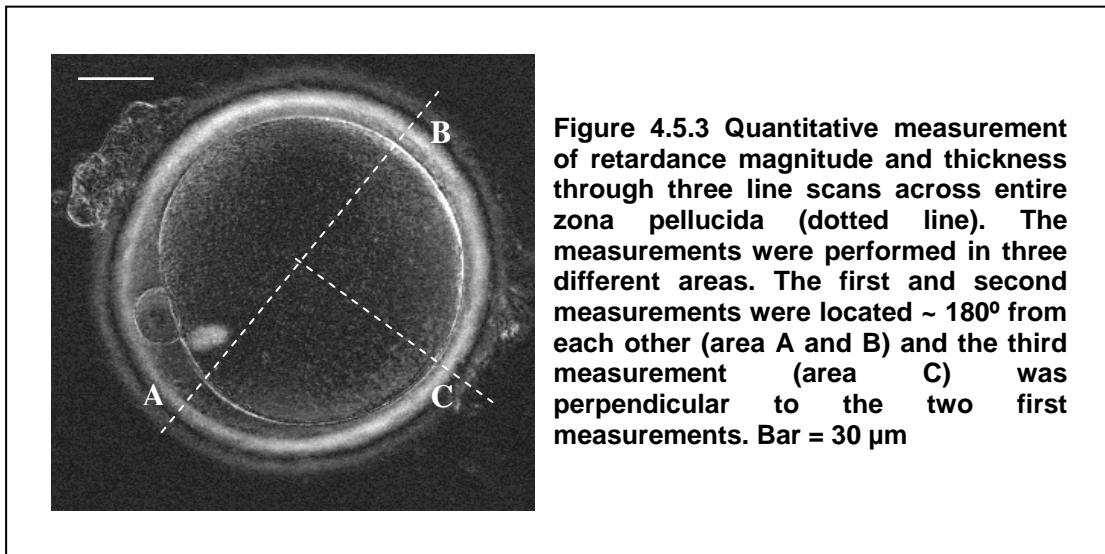 B
A
C
Figure 4.5.3 Quantitative measurement
of retardance magnitude and thickness
through three line scans across entire
zona pellucida (dotted line). The
measurements were performed in three
different areas. The first and second
measurements were located ~ 180º from
each other (area A and B) and the third
measurement (area C) was
perpendicular to the two first
measurements. Bar = 30 µm